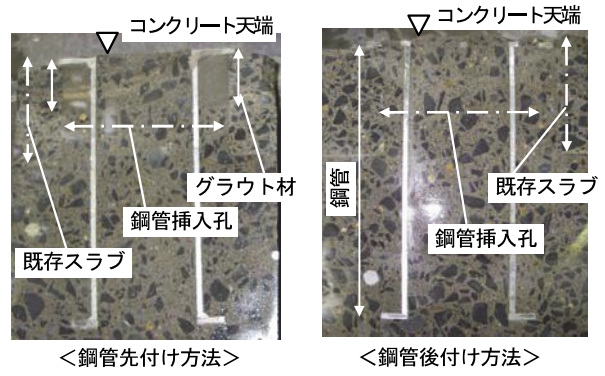 コンクリート天端
コンクリート天端
グラウト材
鋼管挿入孔
既存スラブ
＜鋼管先付け方法＞
鋼管
既存スラブ
鋼管挿入孔
＜鋼管後付け方法＞